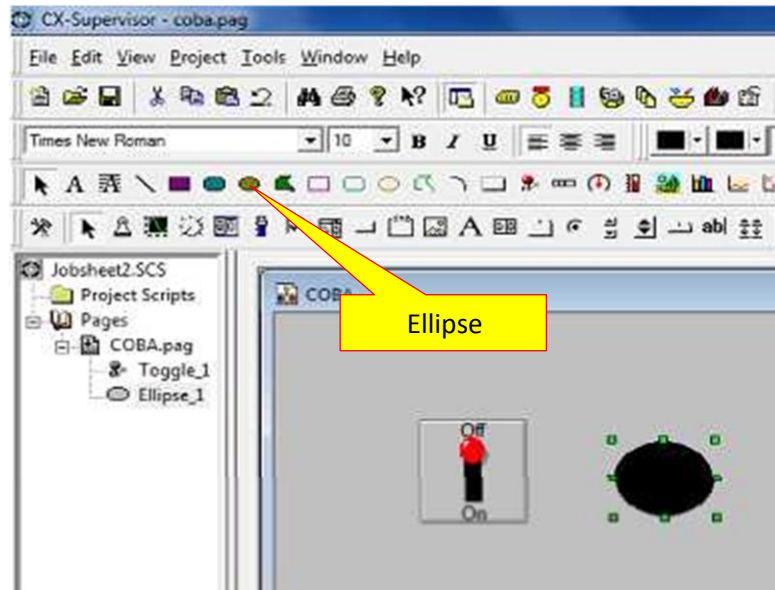 CX-Supervisor - coba.pag
File Edit View Project Tools Window Help
Times New Roman
10
B I U
A
A
A
abl
Jobsheet2.SCS
Project Scripts
Pages
COBA.pag
Toggle_1
Ellipse_1
COBA
Ellipse
Off
On